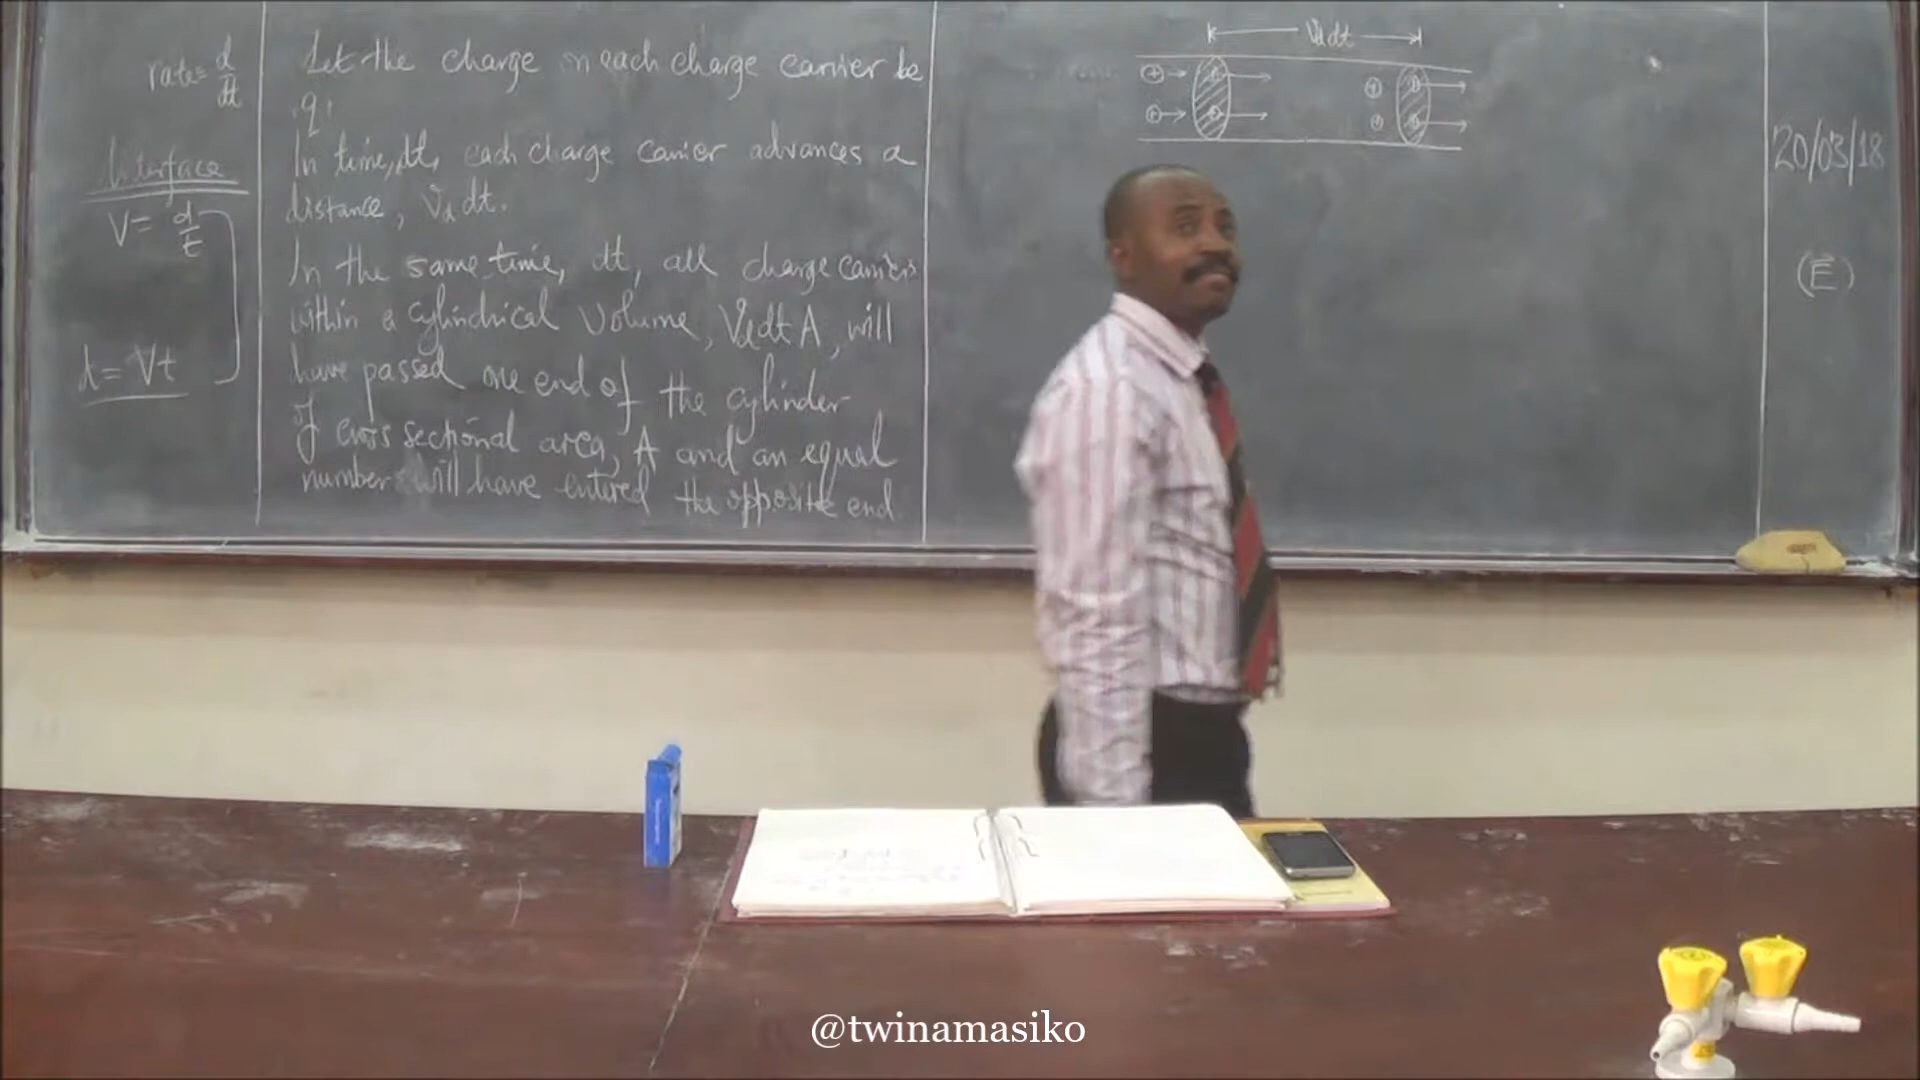 rate = d/dt
Interface
V = d/t
d = Vt
Let the charge on each charge carrier be
q.
In time, dt, each charge carrier advances a
distance, Vd dt.
In the same time, dt, all charge carriers
within a cylindrical volume, Vd dt A, will
have passed one end of the cylinder
of cross sectional area, A and an equal
number will have entered the opposite end.
Vd dt
20/03/18
(E⃗)
@twinamasiko